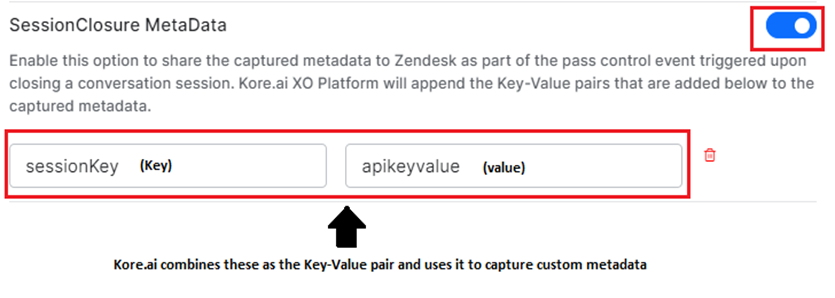 SessionClosure MetaData
Enable this option to share the captured metadata to Zendesk as part of the pass control event triggered upon
closing a conversation session. Kore.ai XO Platform will append the Key-Value pairs that are added below to the
captured metadata.
sessionKey (Key) apikeyvalue (value)
Kore.ai combines these as the Key-Value pair and uses it to capture custom metadata